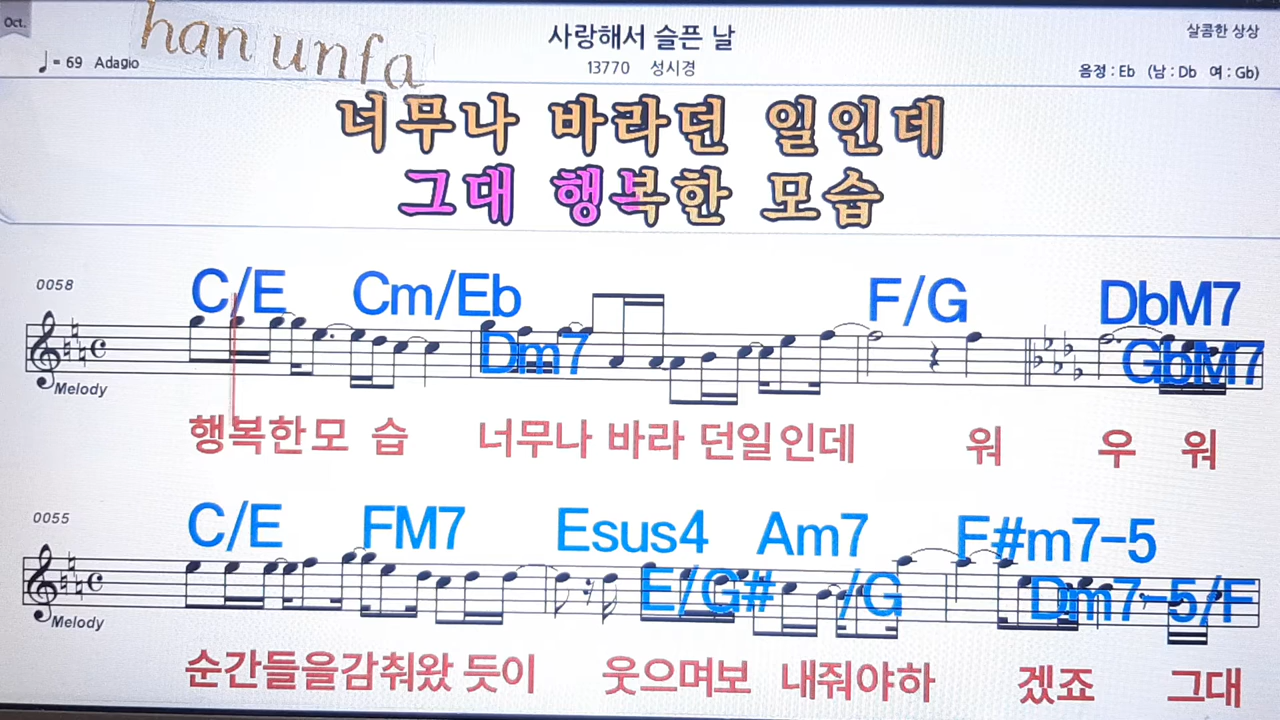 Oct.
han unfa
사랑해서 슬픈 날
살콤한 상상
♩= 69 Adagio
13770 성시경
음정 : Eb (남 : Db 여 : Gb)
너무나 바라던 일인데
그대 행복한 모습
0058
C/E Cm/Eb Dm7 F/G DbM7 GbM7
Melody
행복한모 습 너무나 바라 던일인데 워 우 워
0055
C/E FM7 Esus4 E/G# Am7 /G F#m7-5 Dm7-5/F
Melody
순간들을감춰왔 듯이 웃으며보 내줘야하 겠죠 그대